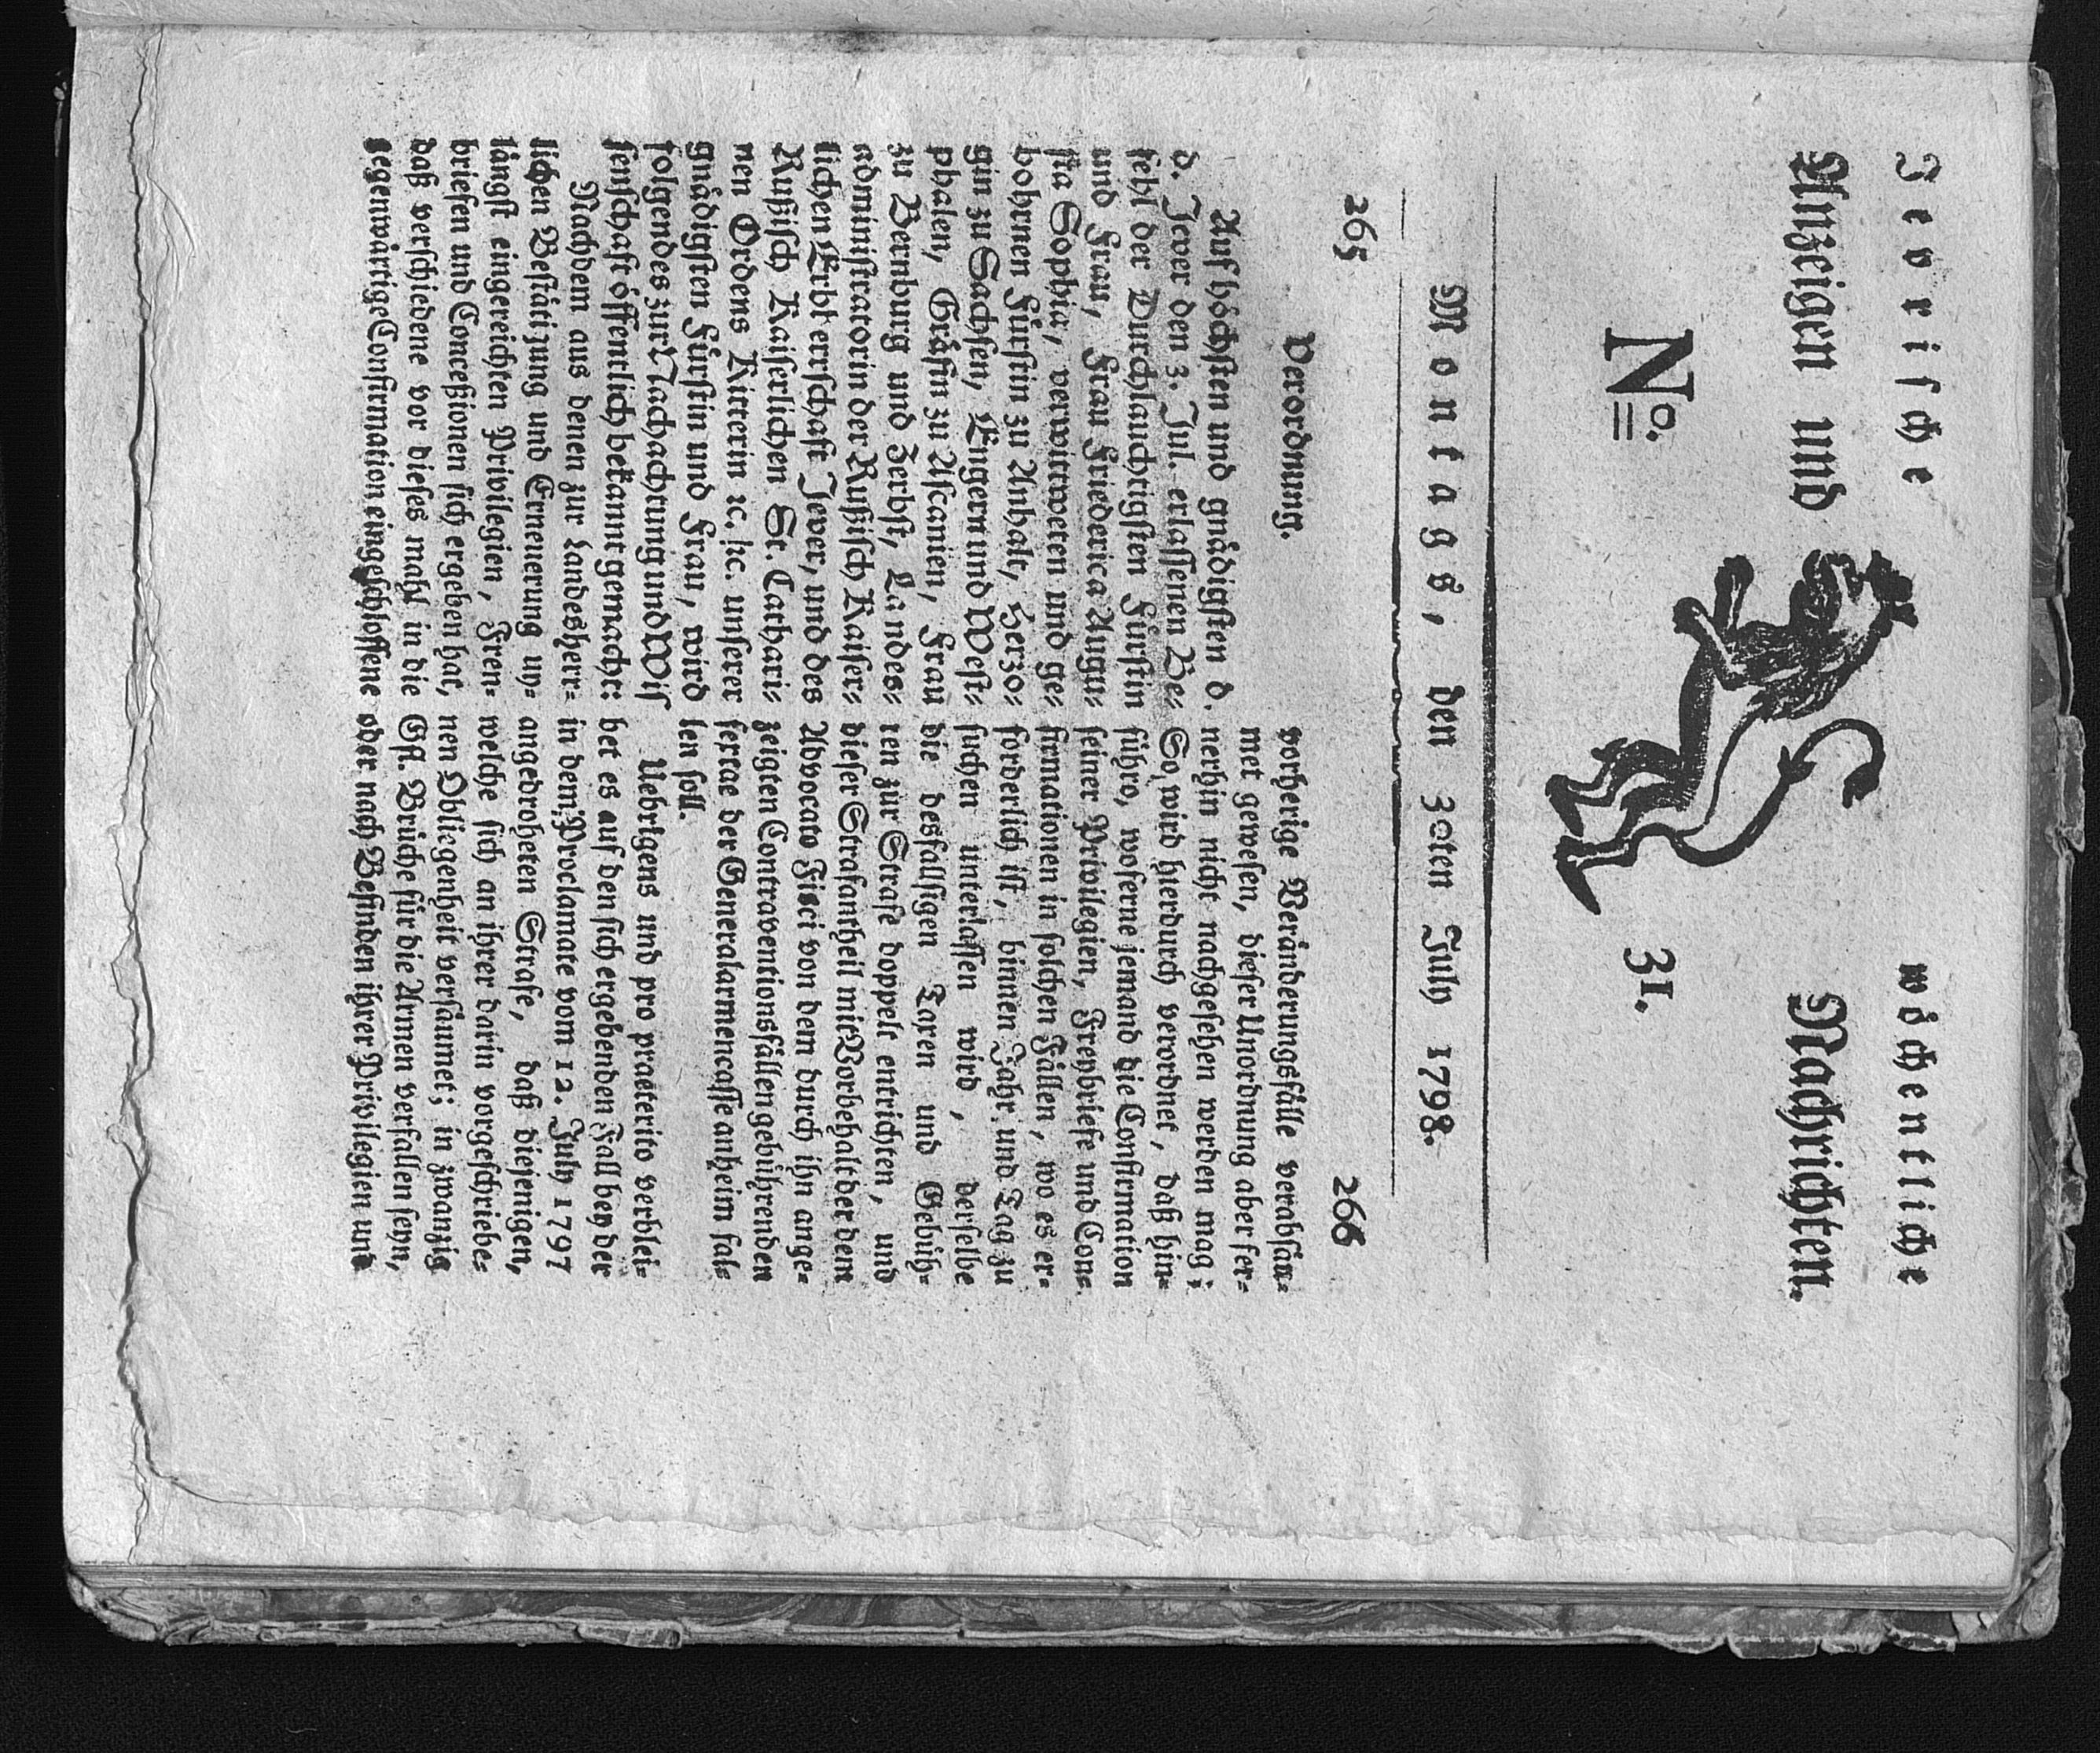 Jeverische wöchentliche
Anzeigen und Nachrichten.
No. 31.
Montags, den 30ten July 1798.
265
266
Verordnung.
Auf höchsten und gnädigsten d. d. Jever den 3. Jul. erlassenen Be-
fehl der Durchlauchtigsten Fürstin
und Frau, Frau Friederica Augu-
sta Sophia, verwittweten und ge-
bohrnen Fürstin zu Anhalt, Herzo-
gin zu Sachsen, Engern und West-
phalen, Gräfin zu Ascanien, Frau
zu Bernburg und Zerbst, Landes-
administratorin der Rußisch Kaiser-
lichen Erbherrschaft Jever, und des
Rußisch Kaiserlichen St. Cathari-
nen Ordens Ritterin ꝛc. ꝛc. unserer
gnädigsten Fürstin und Frau, wird
folgendes zur Nachachtung und Wis
senschaft öffentlich bekannt gemacht:
Nachdem aus denen zur Landesherr-
lichen Bestätigung und Erneuerung un-
längst eingereichten Privilegien, Frey-
briefen und Conceßionen sich ergeben hat,
daß verschiedene vor dieses mahl in die
gegenwärtige Confirmation eingeschlossene
vorherige Veränderungsfälle verabsäu-
met gewesen, dieser Unordnung aber fer-
nerhin nicht nachgesehen werden mag;
So wird hierdurch verordnet, daß hin-
führo, woferne jemand die Confirmation
seiner Privilegien, Freybriefe und Con-
firmationen in solchen Fällen, wo es er-
forderlich ist, binnen Jahr und Tag zu
suchen unterlassen wird, derselbe
die desfallsigen Taxen und Gebüh-
ren zur Strafe doppelt entrichten, und
dieser Strafantheil mit Vorbehalt der dem
Advocato Fisci von dem durch ihn ange-
zeigten Contraventionsfällen gebührenden
sextae der Generalarmencasse anheim fal-
len soll.
Uebrigens und pro praeterito verblei-
bet es auf den sich ergebenden Fall bey der
in dem Proclamate vom 12. July 1797
angedroheten Strafe, daß diejenigen,
welche sich an ihrer darin vorgeschriebe-
nen Obliegenheit versäumet; in zwanzig
Gfl. Brüche für die Armen verfallen seyn,
oder nach Befinden ihrer Privilegien und